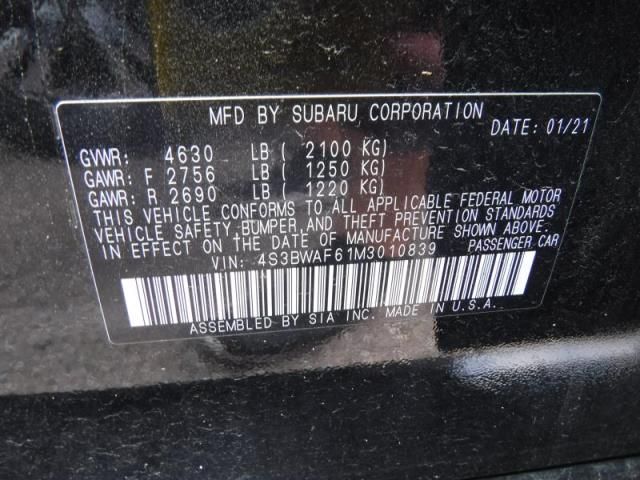 MFD BY SUBARU CORPORATION
DATE: 01/21
GVWR: 4630 LB ( 2100 KG)
GAWR: F 2756 LB ( 1250 KG)
GAWR: R 2690 LB ( 1220 KG)
THIS VEHICLE CONFORMS TO ALL APPLICABLE FEDERAL MOTOR
VEHICLE SAFETY, BUMPER, AND THEFT PREVENTION STANDARDS
IN EFFECT ON THE DATE OF MANUFACTURE SHOWN ABOVE.
VIN: 4S3BWAF61M3010839 PASSENGER CAR
ASSEMBLED BY SIA INC. MADE IN U.S.A.